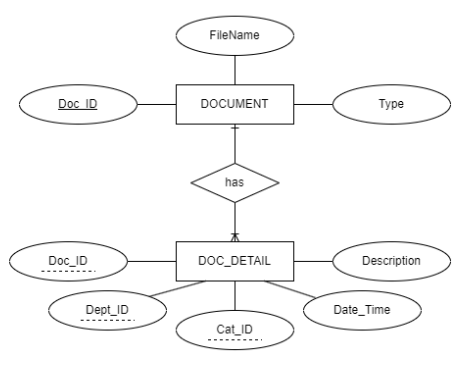 FileName
Doc_ID
DOCUMENT
Type
has
Doc_ID
DOC_DETAIL
Description
Dept_ID
Date_Time
Cat_ID